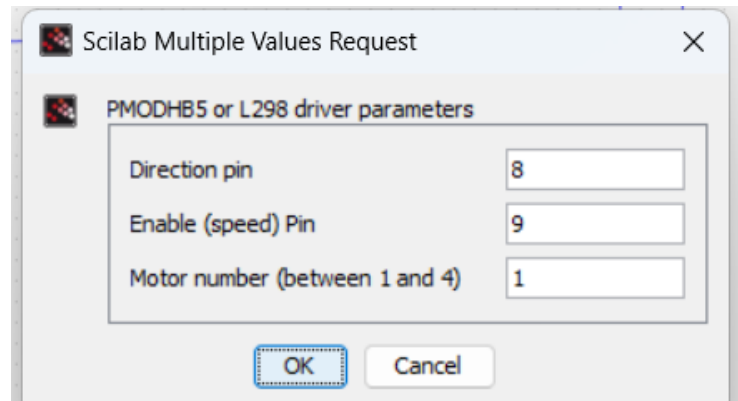 Scilab Multiple Values Request
PMODHB5 or L298 driver parameters
Direction pin 8
Enable (speed) Pin 9
Motor number (between 1 and 4) 1
OK Cancel